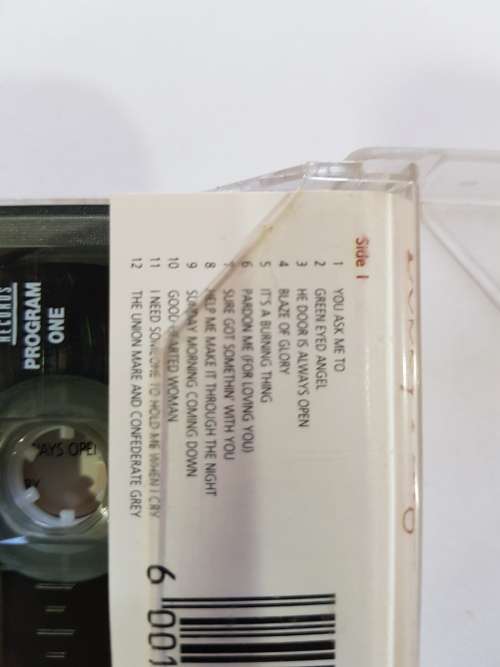 Side I
1 YOU ASK ME TO
2 GREEN EYED ANGEL
3 HE DOOR IS ALWAYS OPEN
4 BLAZE OF GLORY
5 IT'S A BURNING THING
6 PARDON ME (FOR LOVING YOU)
7 SURE GOT SOMETHIN' WITH YOU
8 HELP ME MAKE IT THROUGH THE NIGHT
9 SUNDAY MORNING COMING DOWN
10 GOOD HEARTED WOMAN
11 I NEED SOMEONE TO HOLD ME WHEN I CRY
12 THE UNION MARE AND CONFEDERATE GREY
6 001
RECORDS
PROGRAM
ONE
AYS OPEN